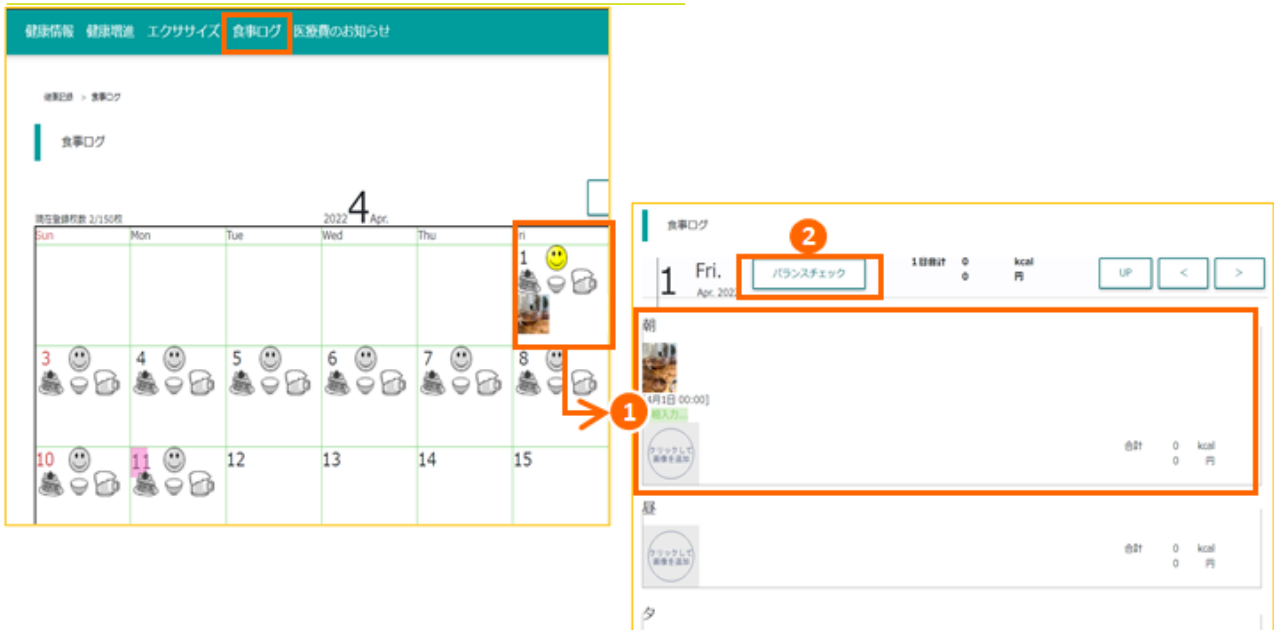 健康情報 健康増進 エクササイズ 食事ログ 医療費のお知らせ
健康記録 > 食事ログ
食事ログ
現在登録枚数 2/150枚
2022 4 Apr.
Sun Mon Tue Wed Thu
1
3 4 5 6 7 8
10 11 12 13 14 15
食事ログ
2
1 Fri. バランスチェック 1日合計 0 kcal UP < >
Apr. 2022 0 円
朝
4月1日 00:00]
1
クリックして
画像を追加
合計 0 kcal
0 円
昼
クリックして
画像を追加
合計 0 kcal
0 円
夕